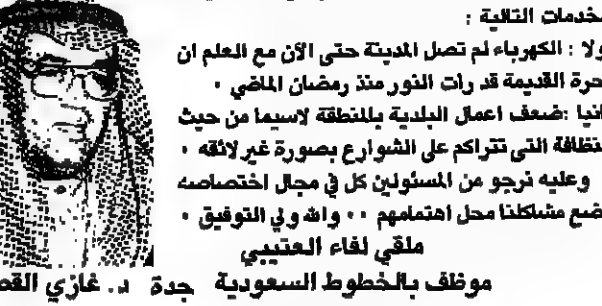 خدمات التالية :
ولا : الكهرباء لم تصل المدينة حتى الآن مع العلم ان
حرة القديمة قد رأت النور منذ رمضان الماضي .
انيا : ضعف اعمال البلدية بالمنطقة لاسيما من حيث
نظافة التي تتراكم على الشوارع بصورة غير لائقه .
وعليه نرجو من المسئولين كل في مجال اختصاصه
ضع مشاكلنا محل اهتمامهم . . والله ولي التوفيق .
ملقي لفاء العتيبي
موظف بالخطوط السعودية جدة د. غازي القص